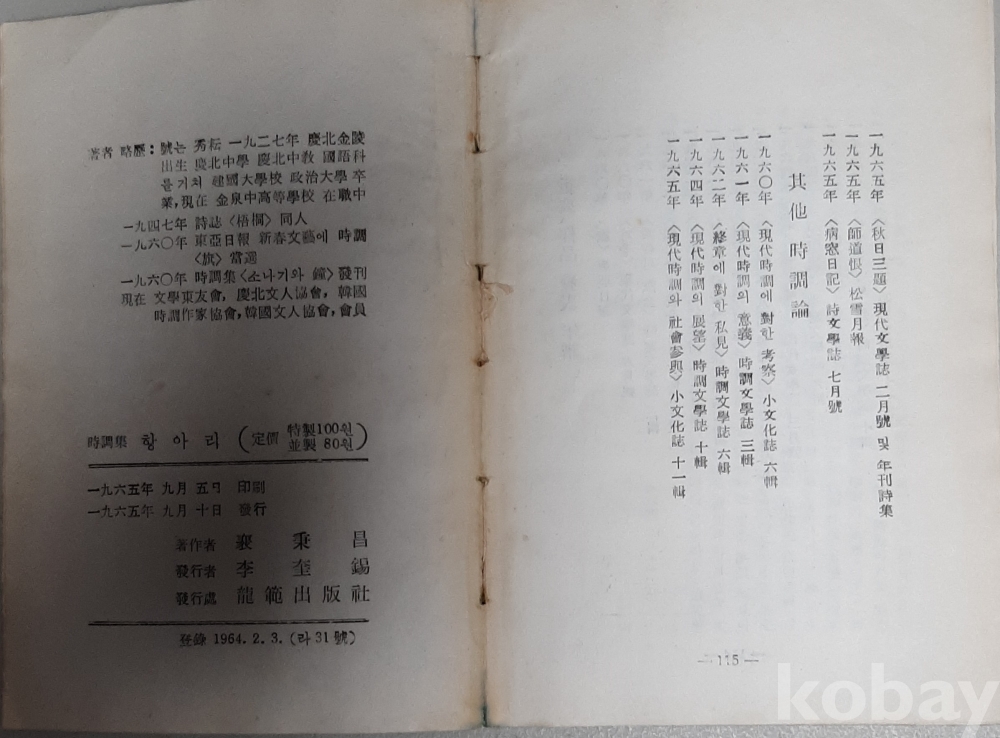 一九六五年 〈秋日三題〉 現代文學誌 二月號 및 年刊詩集
一九六五年 〈師道恨〉 松雪月報
一九六五年 〈病窓日記〉 詩文學誌 七月號
其他 時調論
一九六〇年 〈現代時調에 對한 考察〉 小文化誌 六輯
一九六一年 〈現代時調의 意義〉 時調文學誌 三輯
一九六二年 〈終章에 對한 私見〉 時調文學誌 六輯
一九六四年 〈現代時調의 展望〉 時調文學誌 十輯
一九六五年 〈現代時調와 社會參與〉 小文化誌 十一輯
— 115 —
著者 略歷: 號는 秀耘 一九二七年 慶北金陵
出生 慶北中學 慶北中敎 國語科
를거처 建國大學校 政治大學 卒
業, 現在 金泉中高等學校 在職中
一九四七年 詩誌〈梧桐〉同人
一九六〇年 東亞日報 新春文藝에 時調
〈旗〉當選
一九六〇年 時調集〈소나기와 鐘〉發刊
現在 文學東友會, 慶北文人協會, 韓國
時調作家協會, 韓國文人協會, 會員
時調集 항아리 (定價 特製100원 並製 80원)
一九六五年 九月 五日 印刷
一九六五年 九月 十日 發行
著作者 裵秉昌
發行者 李奎錫
發行處 龍範出版社
登錄 1964. 2. 3. (라 31號)
kobay